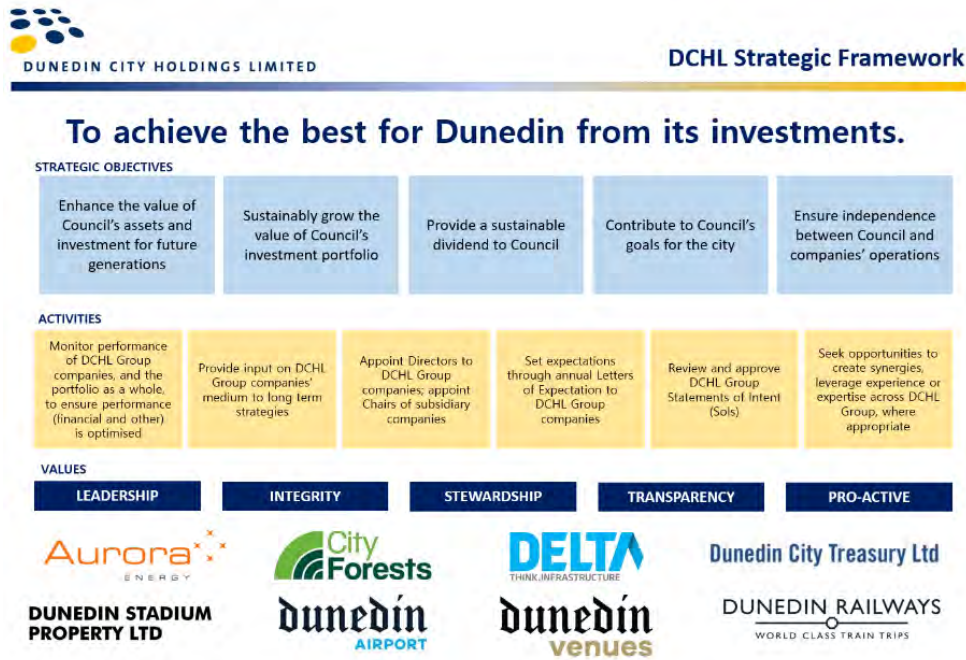 DUNEDIN CITY HOLDINGS LIMITED
DCHL Strategic Framework
To achieve the best for Dunedin from its investments.
STRATEGIC OBJECTIVES
Enhance the value of
Council's assets and
investment for future
generations
Sustainably grow the
value of Council's
investment portfolio
Provide a sustainable
dividend to Council
Contribute to Council's
goals for the city
Ensure independence
between Council and
companies' operations
ACTIVITIES
Monitor performance
of DCHL Group
companies, and the
portfolio as a whole,
to ensure performance
(financial and other)
is optimised
Provide input on DCHL
Group companies'
medium to long term
strategies
Appoint Directors to
DCHL Group
companies; appoint
Chairs of subsidiary
companies
Set expectations
through annual Letters
of Expectation to
DCHL Group
companies
Review and approve
DCHL Group
Statements of Intent
(SoIs)
Seek opportunities to
create synergies,
leverage experience or
expertise across DCHL
Group, where
appropriate
VALUES
LEADERSHIP
INTEGRITY
STEWARDSHIP
TRANSPARENCY
PRO-ACTIVE
Aurora
ENERGY
City
Forests
DELTA
THINK.INFRASTRUCTURE
Dunedin City Treasury Ltd
DUNEDIN STADIUM
PROPERTY LTD
dunedin
AIRPORT
dunedin
venues
DUNEDIN RAILWAYS
WORLD CLASS TRAIN TRIPS